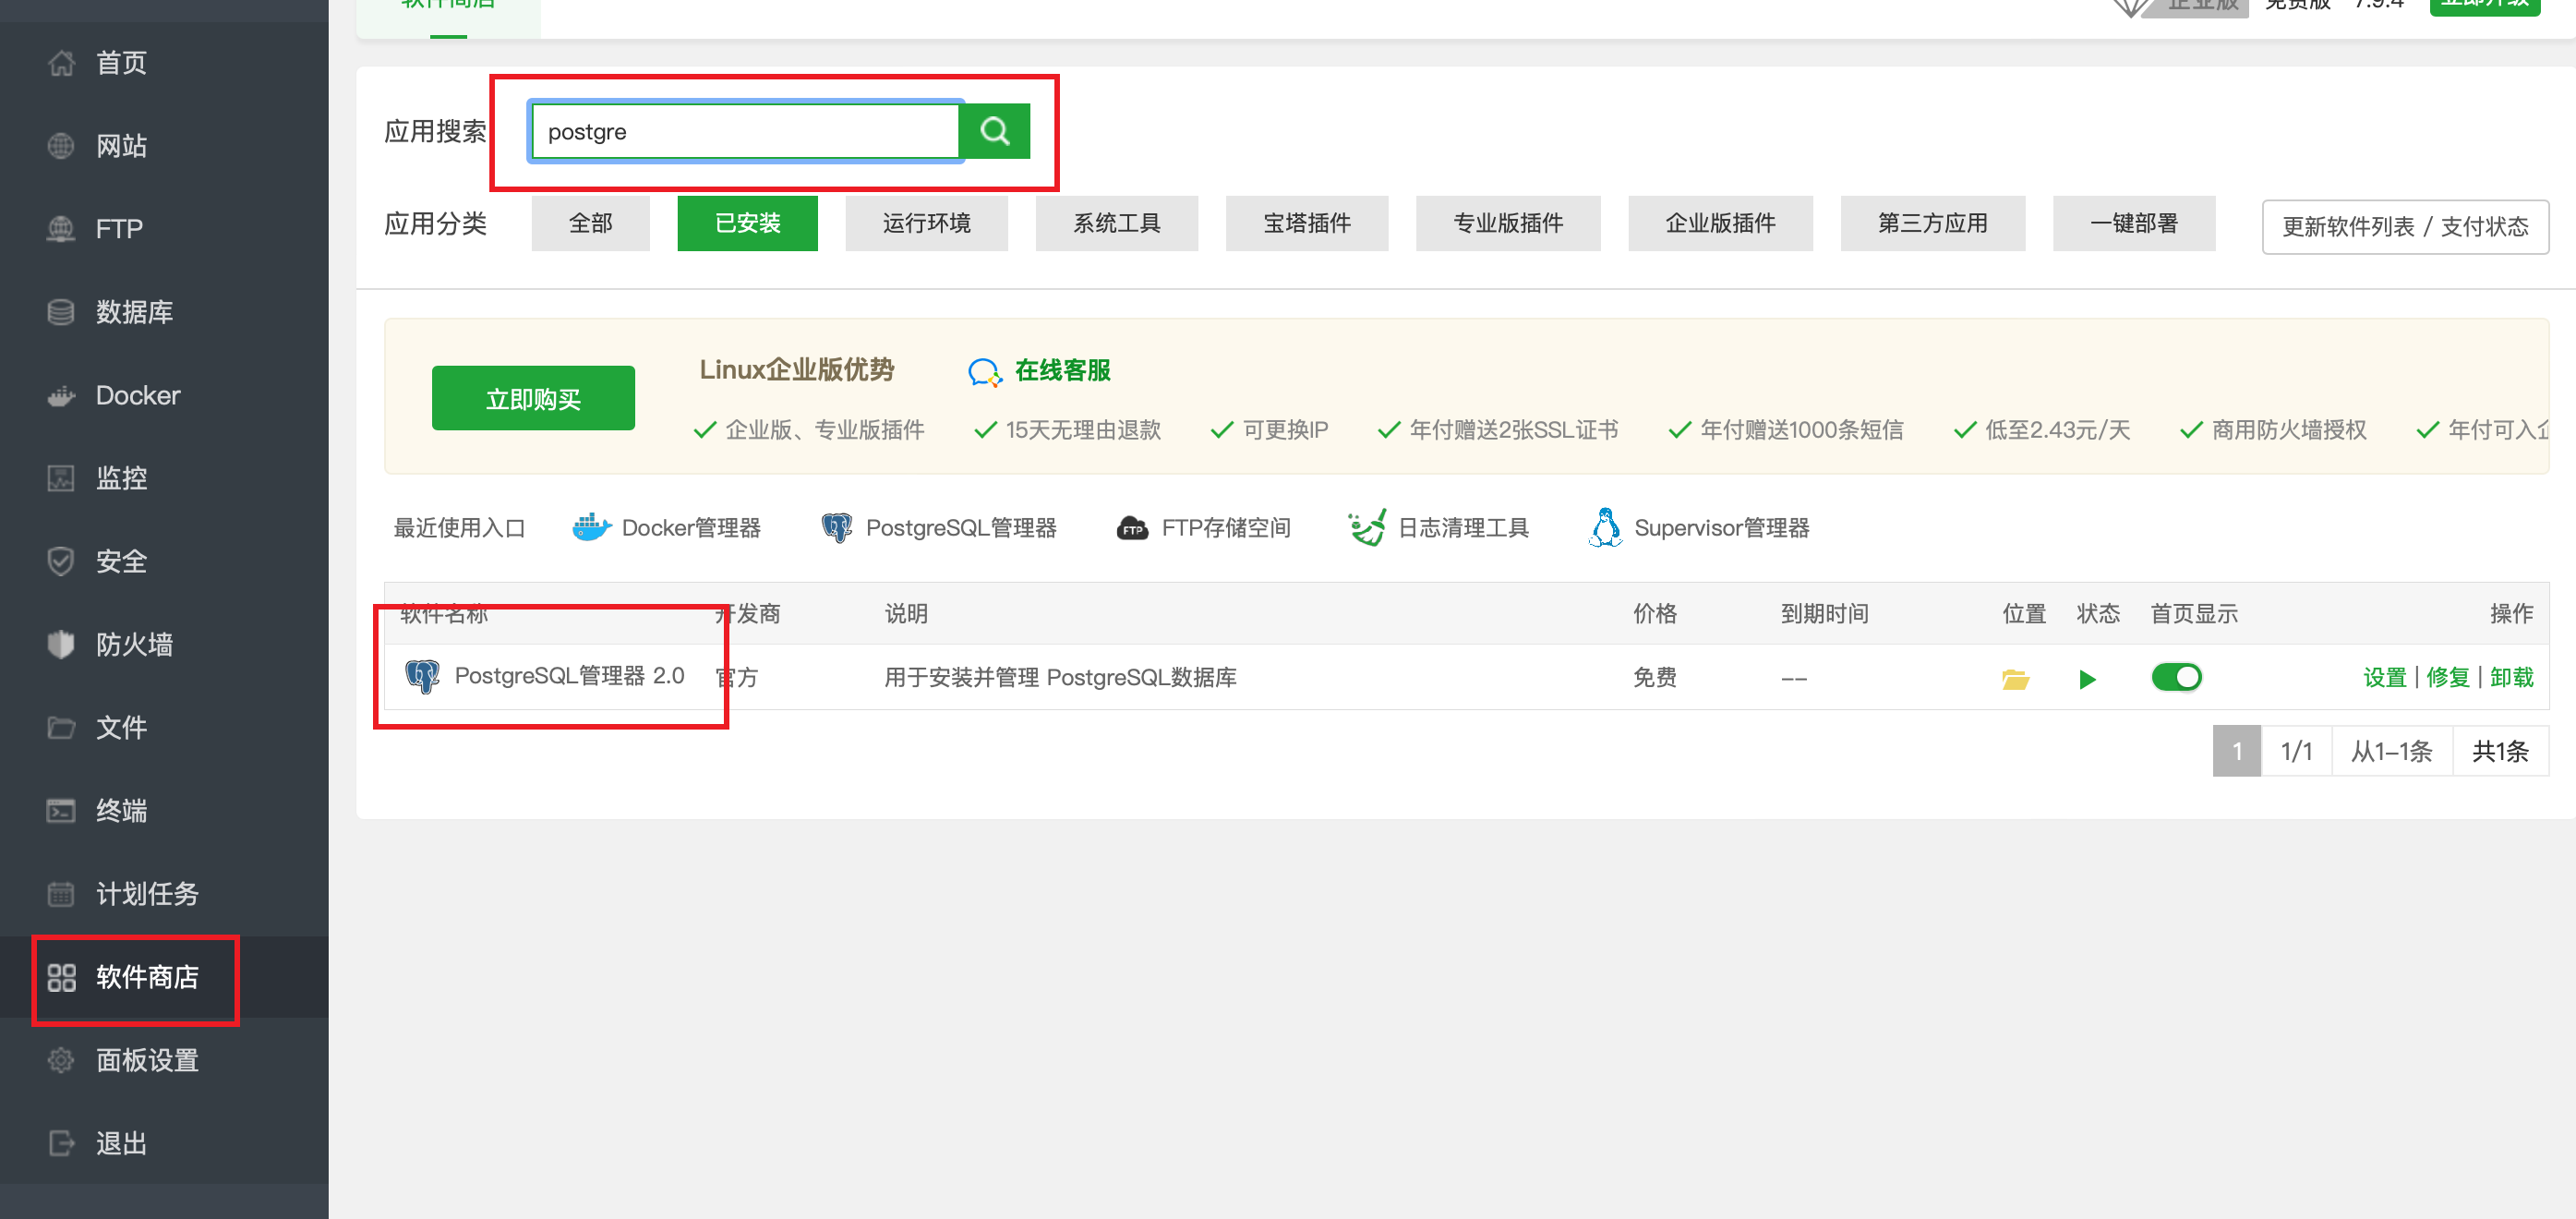 软件商店
企业版 免费版 7.9.4 立即升级
首页
网站
FTP
数据库
Docker
监控
安全
防火墙
文件
终端
计划任务
软件商店
面板设置
退出
应用搜索 postgre
应用分类 全部 已安装 运行环境 系统工具 宝塔插件 专业版插件 企业版插件 第三方应用 一键部署 更新软件列表 / 支付状态
立即购买
Linux企业版优势 在线客服
企业版、专业版插件 15天无理由退款 可更换IP 年付赠送2张SSL证书 年付赠送1000条短信 低至2.43元/天 商用防火墙授权 年付可入企
最近使用入口 Docker管理器 PostgreSQL管理器 FTP FTP存储空间 日志清理工具 Supervisor管理器
软件名称 开发商 说明 价格 到期时间 位置 状态 首页显示 操作
PostgreSQL管理器 2.0 官方 用于安装并管理 PostgreSQL数据库 免费 -- 设置 | 修复 | 卸载
1 1/1 从1-1条 共1条